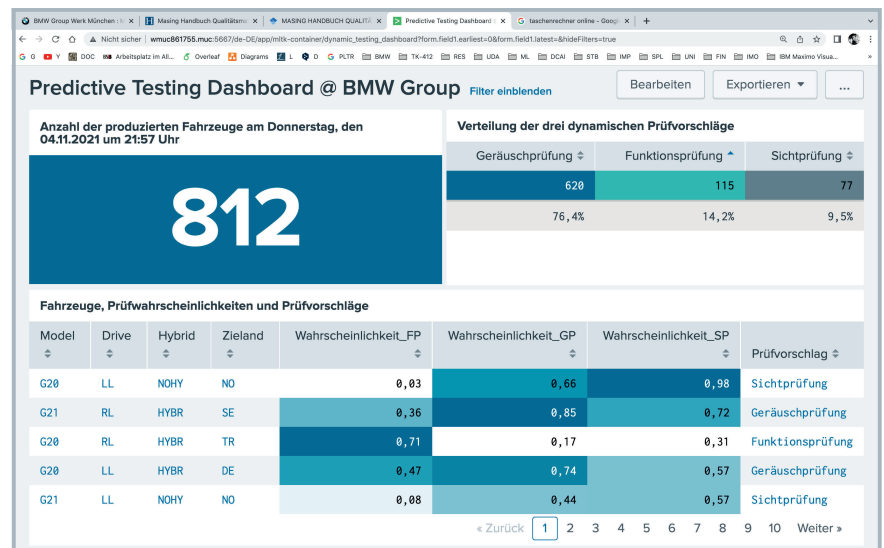 BMW Group Werk München : 
Masing Handbuch Qualitätsma
MASING HANDBUCH QUALITÄ
Predictive Testing Dashboard
taschenrechner online - Googl
Nicht sicher | wmuc861755.muc:5667/de-DE/app/mltk-container/dynamic_testing_dashboard?form.field1.earliest=0&form.field1.latest=&hideFilters=true
G Y DOC Arbeitsplatz im All... Overleaf Diagrams L D PLTR BMW TK-412 RES UDA ML DCAI STB IMP SPL UNI FIN IMO IBM Maximo Visua... »
Predictive Testing Dashboard @ BMW Group Filter einblenden Bearbeiten Exportieren ...
Anzahl der produzierten Fahrzeuge am Donnerstag, den
04.11.2021 um 21:57 Uhr
812
Verteilung der drei dynamischen Prüfvorschläge
Geräuschprüfung Funktionsprüfung Sichtprüfung
620 115 77
76,4% 14,2% 9,5%
Fahrzeuge, Prüfwahrscheinlichkeiten und Prüfvorschläge
Model Drive Hybrid Zieland Wahrscheinlichkeit_FP Wahrscheinlichkeit_GP Wahrscheinlichkeit_SP Prüfvorschlag
G20 LL NOHY NO 0,03 0,66 0,98 Sichtprüfung
G21 RL HYBR SE 0,36 0,85 0,72 Geräuschprüfung
G20 RL HYBR TR 0,71 0,17 0,31 Funktionsprüfung
G20 LL HYBR DE 0,47 0,74 0,57 Geräuschprüfung
G21 LL NOHY NO 0,08 0,44 0,57 Sichtprüfung
« Zurück 1 2 3 4 5 6 7 8 9 10 Weiter »